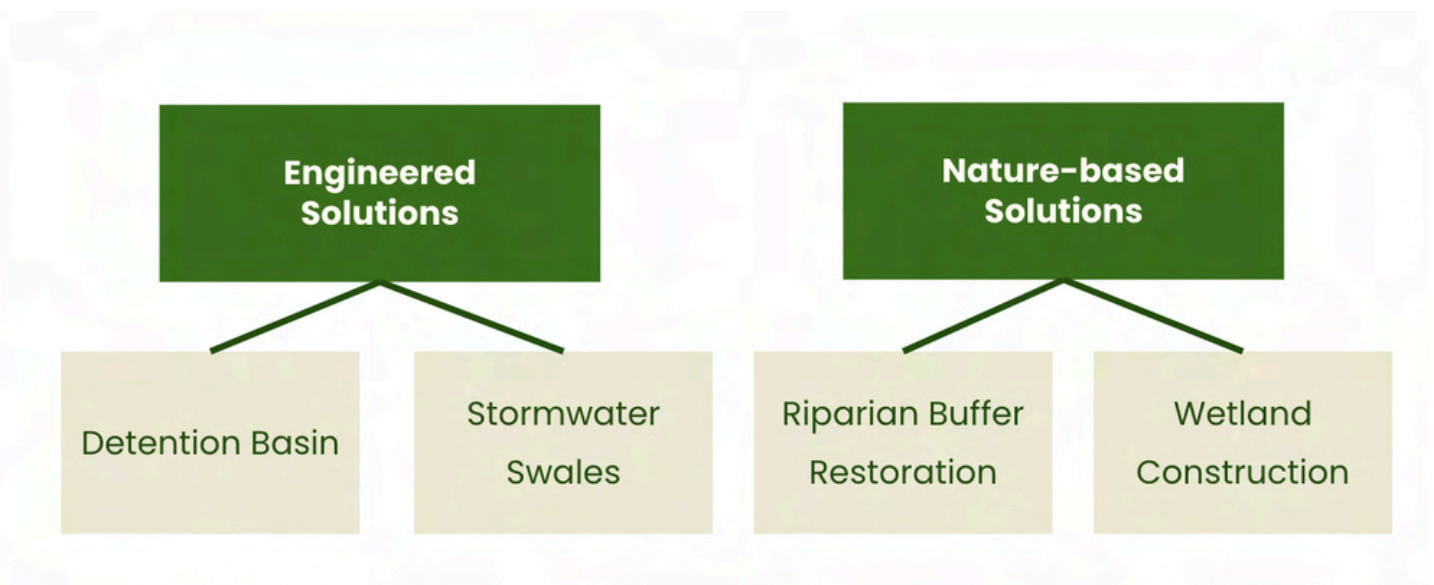 Engineered
Solutions
Nature-based
Solutions
Detention Basin
Stormwater
Swales
Riparian Buffer
Restoration
Wetland
Construction